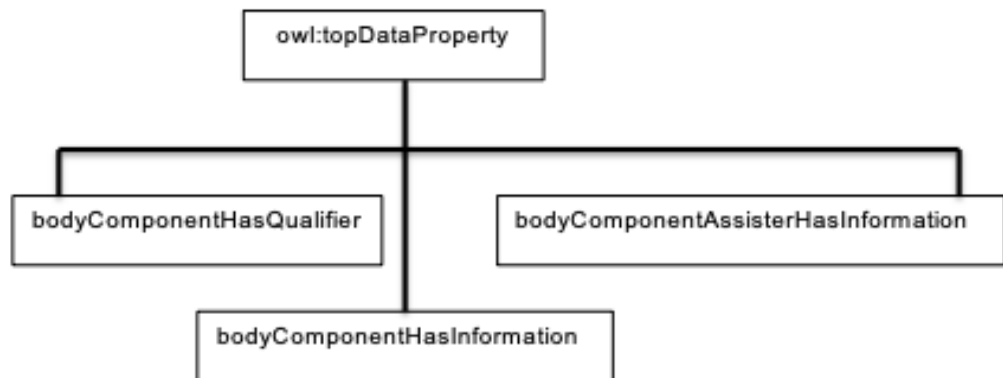 owl:topDataProperty
bodyComponentHasQualifier
bodyComponentAssisterHasInformation
bodyComponentHasInformation